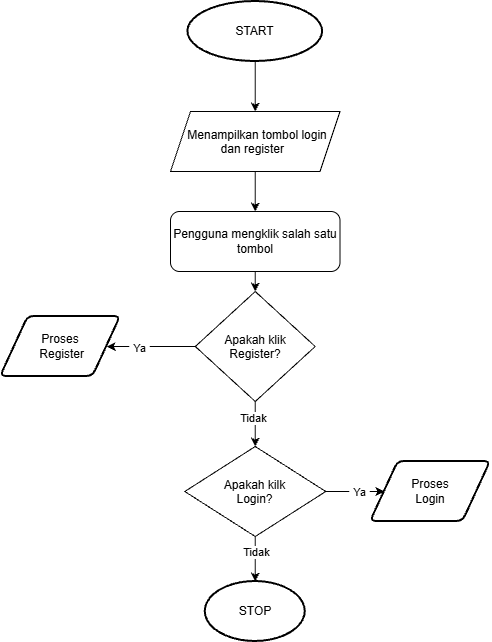 START
Menampilkan tombol login
dan register
Pengguna mengklik salah satu
tombol
Apakah klik
Register?
Ya
Proses
Register
Tidak
Apakah kilk
Login?
Ya
Proses
Login
Tidak
STOP